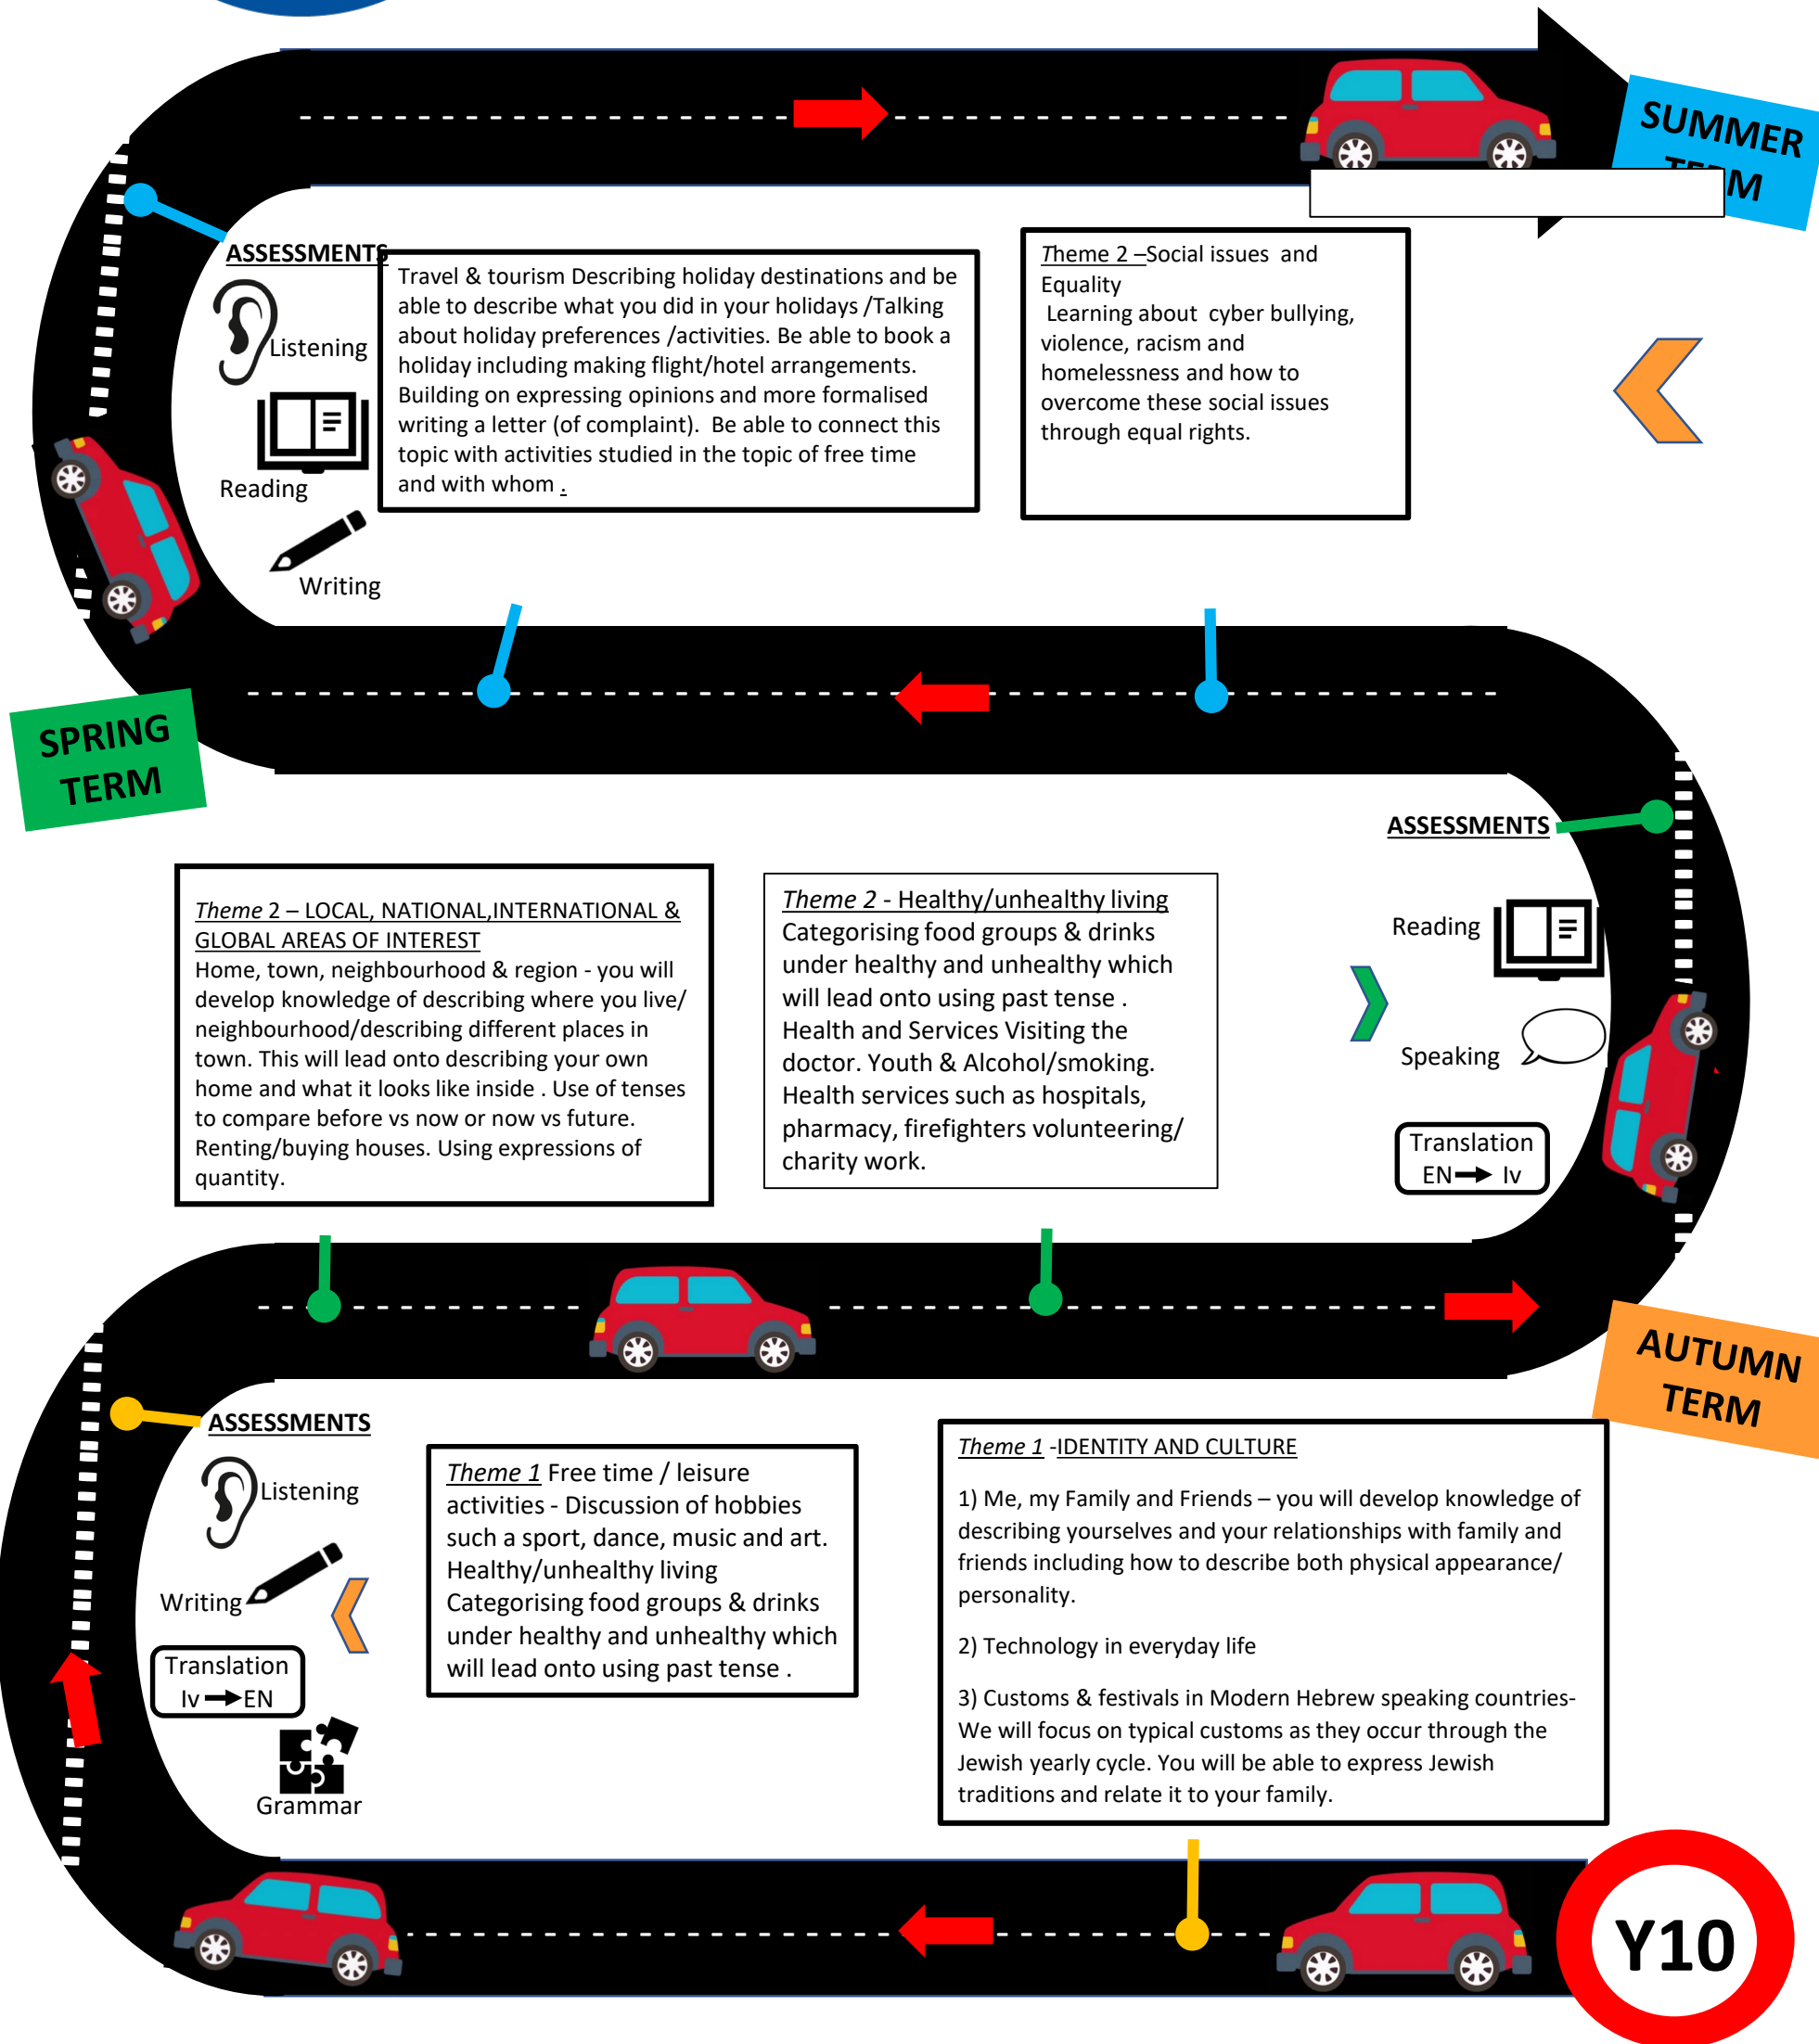 SUMMER
TERM
ASSESSMENTS
Listening
Reading
Writing
Travel & tourism Describing holiday destinations and be
able to describe what you did in your holidays /Talking
about holiday preferences /activities. Be able to book a
holiday including making flight/hotel arrangements.
Building on expressing opinions and more formalised
writing a letter (of complaint).  Be able to connect this
topic with activities studied in the topic of free time
and with whom .
Theme 2 –Social issues  and
Equality
Learning about  cyber bullying,
violence, racism and
homelessness and how to
overcome these social issues
through equal rights.
SPRING
TERM
ASSESSMENTS
Reading
Speaking
Translation
EN➞ Iv
Theme 2 – LOCAL, NATIONAL,INTERNATIONAL &
GLOBAL AREAS OF INTEREST
Home, town, neighbourhood & region - you will
develop knowledge of describing where you live/
neighbourhood/describing different places in
town. This will lead onto describing your own
home and what it looks like inside . Use of tenses
to compare before vs now or now vs future.
Renting/buying houses. Using expressions of
quantity.
Theme 2 - Healthy/unhealthy living
Categorising food groups & drinks
under healthy and unhealthy which
will lead onto using past tense .
Health and Services Visiting the
doctor. Youth & Alcohol/smoking.
Health services such as hospitals,
pharmacy, firefighters volunteering/
charity work.
AUTUMN
TERM
ASSESSMENTS
Listening
Writing
Translation
Iv➞EN
Grammar
Theme 1 Free time / leisure
activities - Discussion of hobbies
such a sport, dance, music and art.
Healthy/unhealthy living
Categorising food groups & drinks
under healthy and unhealthy which
will lead onto using past tense .
Theme 1 -IDENTITY AND CULTURE
1) Me, my Family and Friends – you will develop knowledge of
describing yourselves and your relationships with family and
friends including how to describe both physical appearance/
personality.
2) Technology in everyday life
3) Customs & festivals in Modern Hebrew speaking countries-
We will focus on typical customs as they occur through the
Jewish yearly cycle. You will be able to express Jewish
traditions and relate it to your family.
Y10